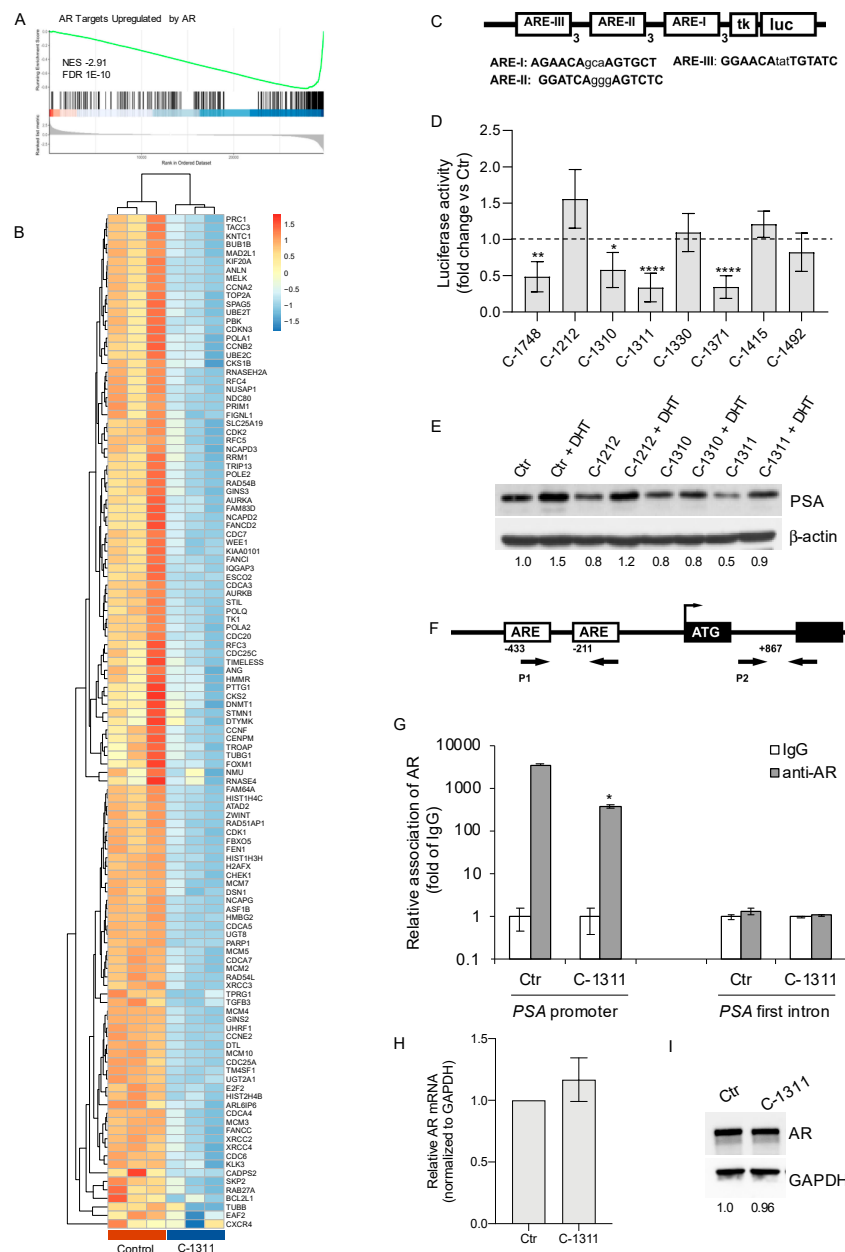 A
AR Targets Upregulated by AR
NES -2.91
FDR 1E-10
Running Enrichment Score
Ranked list metric
10000
20000
Rank in Ordered Dataset
B
PRC1
TACC3
KNTC1
BUB1B
MAD2L1
KIF20A
ANLN
MELK
CCNA2
TOP2A
SPAG5
UBE2T
PBK
CDKN3
POLA1
CCNB2
UBE2C
CKS1B
RNASEH2A
RFC4
NUSAP1
NDC80
PRIM1
FIGNL1
SLC25A19
CDK2
RFC5
NCAPD3
RRM1
TRIP13
POLE2
RAD54B
GINS3
AURKA
FAM83D
NCAPD2
FANCD2
CDC7
WEE1
KIAA0101
FANCI
IQGAP3
ESCO2
CDCA3
AURKB
STIL
POLQ
TK1
POLA2
CDC20
RFC3
CDC25C
TIMELESS
ANG
HMMR
PTTG1
CKS2
DNMT1
STMN1
DTYMK
CCNF
CENPM
TROAP
TUBG1
FOXM1
NMU
RNASE4
FAM64A
HIST1H4C
ATAD2
ZWINT
RAD51AP1
CDK1
FBXO5
FEN1
HIST1H3H
H2AFX
CHEK1
MCM7
DSN1
NCAPG
ASF1B
HMBG2
CDCA5
UGT8
PARP1
MCM5
CDCA7
MCM2
RAD54L
XRCC3
TPRG1
TGFB3
MCM4
GINS2
UHRF1
CCNE2
DTL
MCM10
CDC25A
TM4SF1
UGT2A1
E2F2
HIST2H4B
ARL6IP6
CDCA4
MCM3
FANCC
XRCC2
XRCC4
CDC6
KLK3
CADPS2
SKP2
RAB27A
BCL2L1
TUBB
EAF2
CXCR4
1.5
1
0.5
0
-0.5
-1
-1.5
Control
C-1311
C
ARE-III
3
ARE-II
3
ARE-I
3
tk
luc
ARE-I: AGAACAgcaAGTGCT
ARE-III: GGAACAtatTGTATC
ARE-II: GGATCAgggAGTCTC
D
Luciferase activity
(fold change vs Ctr)
2.5
2.0
1.5
1.0
0.5
0.0
**
*
****
****
C-1748
C-1212
C-1310
C-1311
C-1330
C-1371
C-1415
C-1492
E
Ctr
Ctr + DHT
C-1212
C-1212 + DHT
C-1310
C-1310 + DHT
C-1311
C-1311 + DHT
PSA
β-actin
1.0 1.5 0.8 1.2 0.8 0.8 0.5 0.9
F
ARE
ARE
ATG
-433
-211
+867
P1
P2
G
Relative association of AR
(fold of IgG)
10000
1000
100
10
1
0.1
IgG
anti-AR
*
Ctr
C-1311
Ctr
C-1311
PSA promoter
PSA first intron
H
Relative AR mRNA
(normalized to GAPDH)
1.5
1.0
0.5
0.0
Ctr
C-1311
I
Ctr
C-1311
AR
GAPDH
1.0 0.96